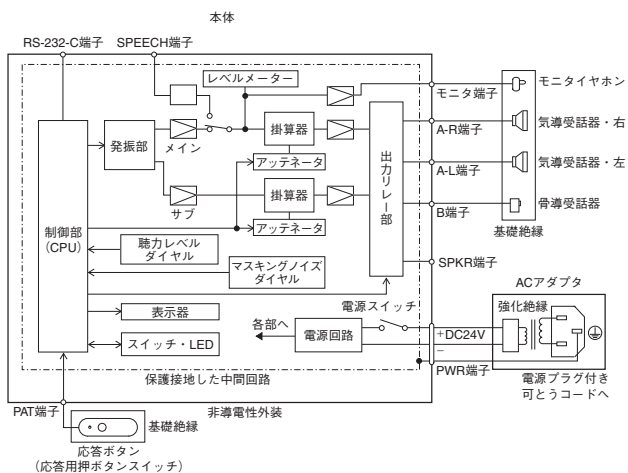 本体
RS-232-C端子
SPEECH端子
レベルメーター
モニタ端子
モニタイヤホン
発振部
メイン
掛算器
アッテネータ
出力リレー部
A-R端子
気導受話器・右
A-L端子
気導受話器・左
サブ
掛算器
アッテネータ
B端子
骨導受話器
基礎絶縁
制御部
(CPU)
聴力レベル
ダイヤル
マスキングノイズ
ダイヤル
SPKR端子
ACアダプタ
表示器
スイッチ・LED
各部へ
電源回路
電源スイッチ
+DC24V
−
強化絶縁
PWR端子
保護接地した中間回路
電源プラグ付き
可とうコードへ
PAT端子
非導電性外装
基礎絶縁
応答ボタン
(応答用押ボタンスイッチ)